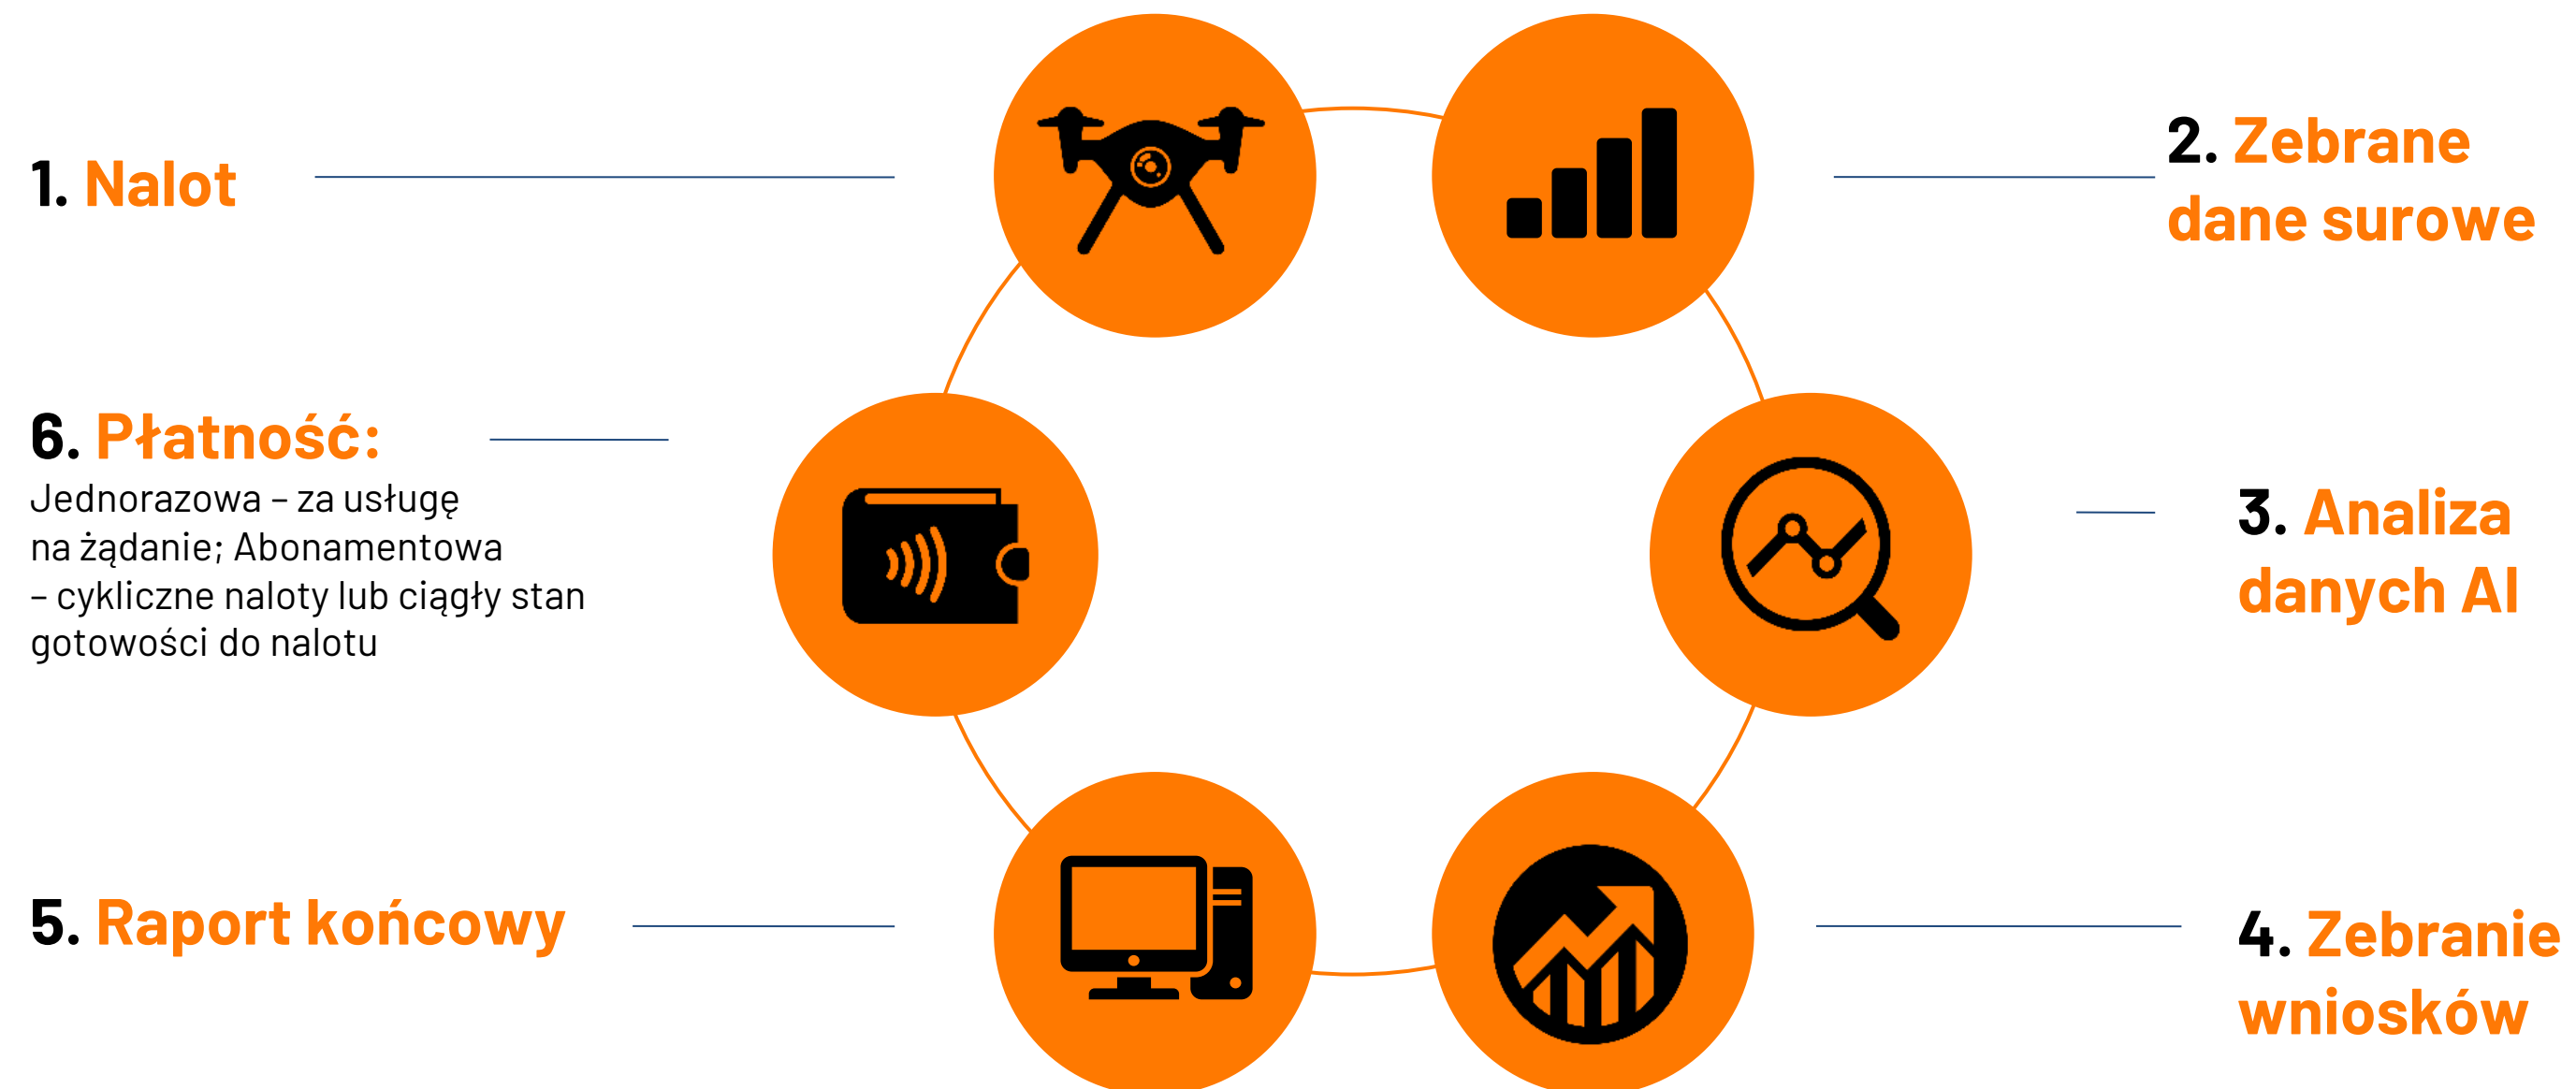 1. Nalot
2. Zebrane
dane surowe
3. Analiza
danych AI
4. Zebranie
wniosków
5. Raport końcowy
6. Płatność:
Jednorazowa – za usługę
na żądanie; Abonamentowa
– cykliczne naloty lub ciągły stan
gotowości do nalotu